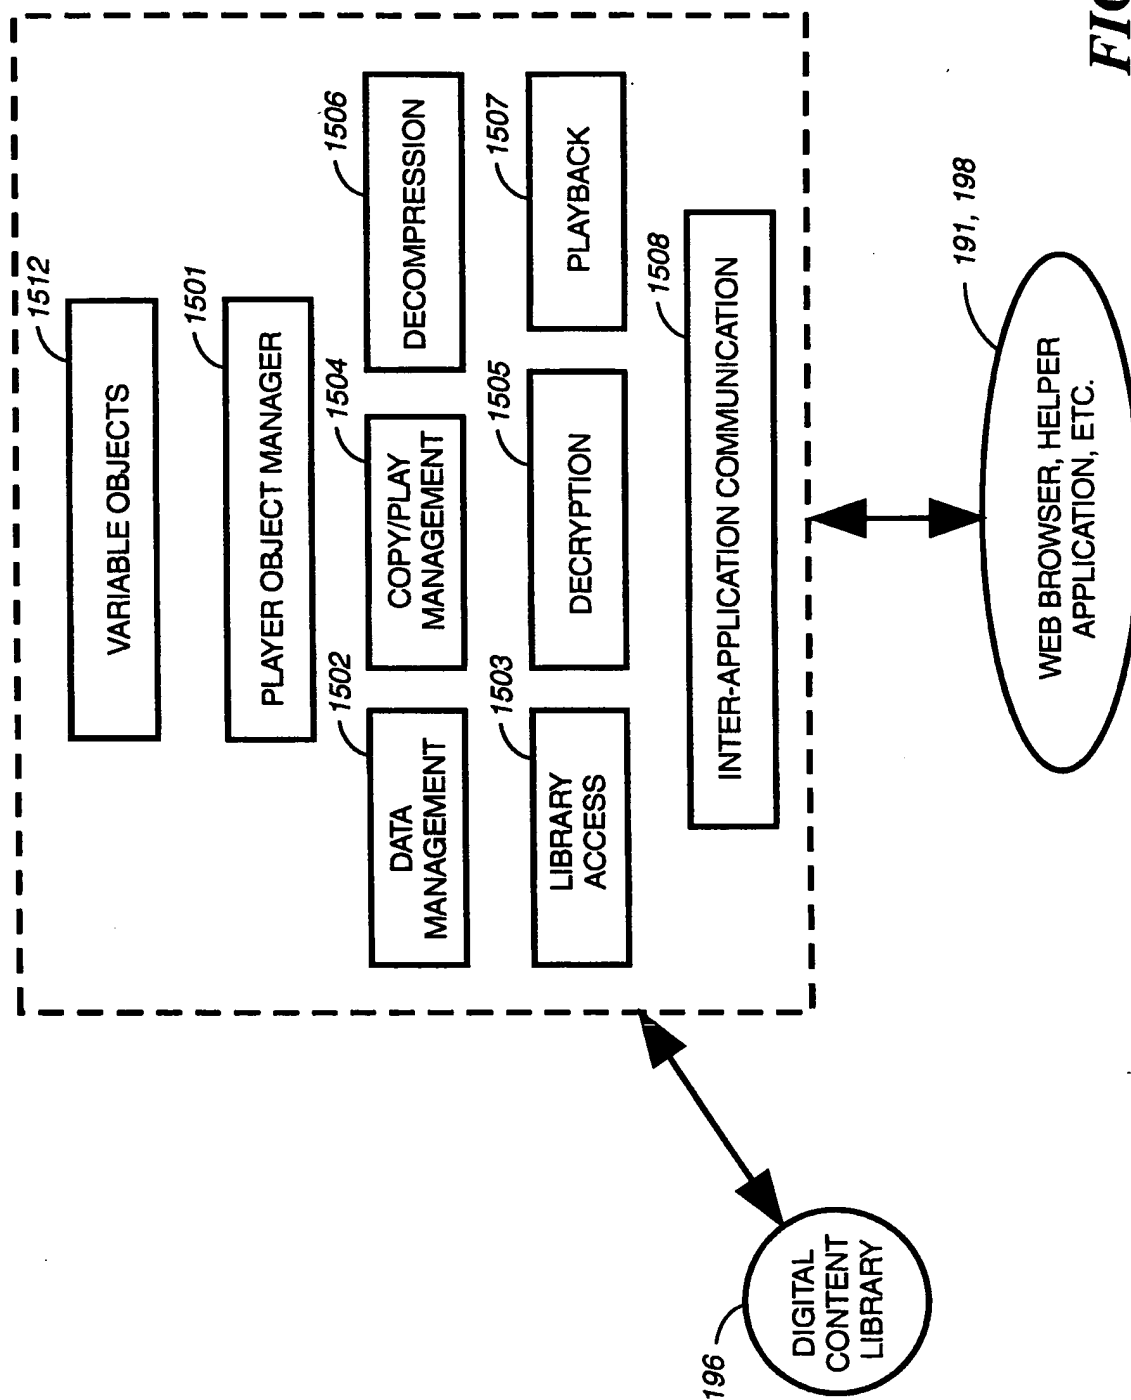 1512
VARIABLE OBJECTS
1501
PLAYER OBJECT MANAGER
1502
DATA
MANAGEMENT
1504
COPY/PLAY
MANAGEMENT
1506
DECOMPRESSION
1503
LIBRARY
ACCESS
1505
DECRYPTION
1507
PLAYBACK
1508
INTER-APPLICATION COMMUNICATION
196
DIGITAL
CONTENT
LIBRARY
191, 198
WEB BROWSER, HELPER
APPLICATION, ETC.